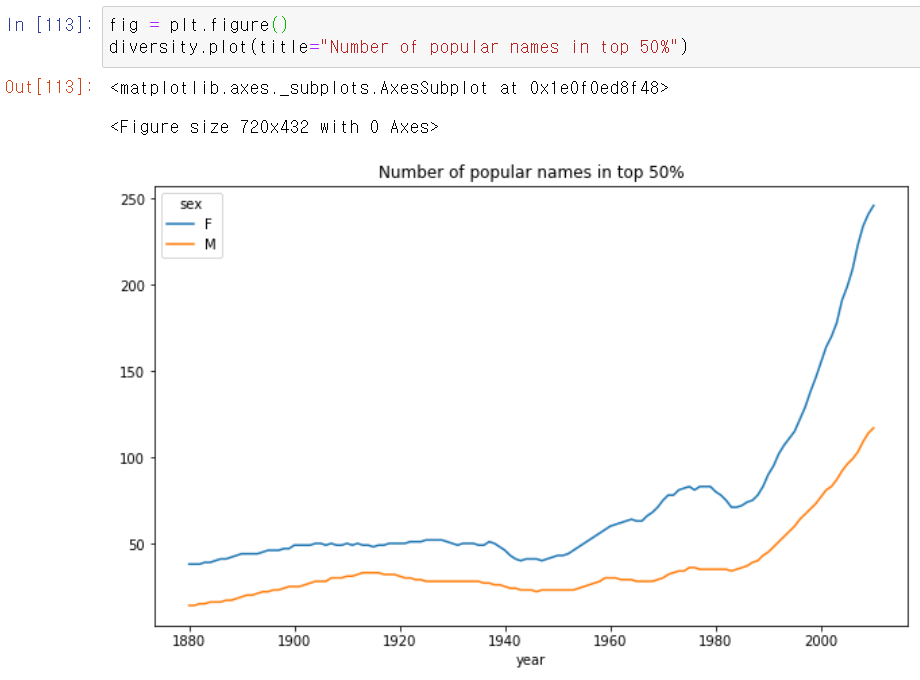 In [113]: fig = plt.figure()
diversity.plot(title="Number of popular names in top 50%")
Out[113]: <matplotlib.axes._subplots.AxesSubplot at 0x1e0f0ed8f48>
<Figure size 720x432 with 0 Axes>
Number of popular names in top 50%
sex
F
M
250
200
150
100
50
1880 1900 1920 1940 1960 1980 2000
year